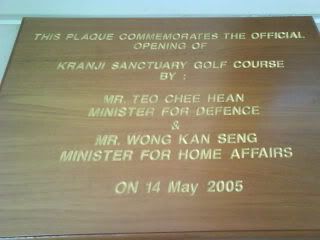 THIS PLAQUE COMMEMORATES THE OFFICIAL
OPENING OF
KRANJI SANCTUARY GOLF COURSE
BY :
MR. TEO CHEE HEAN
MINISTER FOR DEFENCE
&
MR. WONG KAN SENG
MINISTER FOR HOME AFFAIRS
ON 14 May 2005